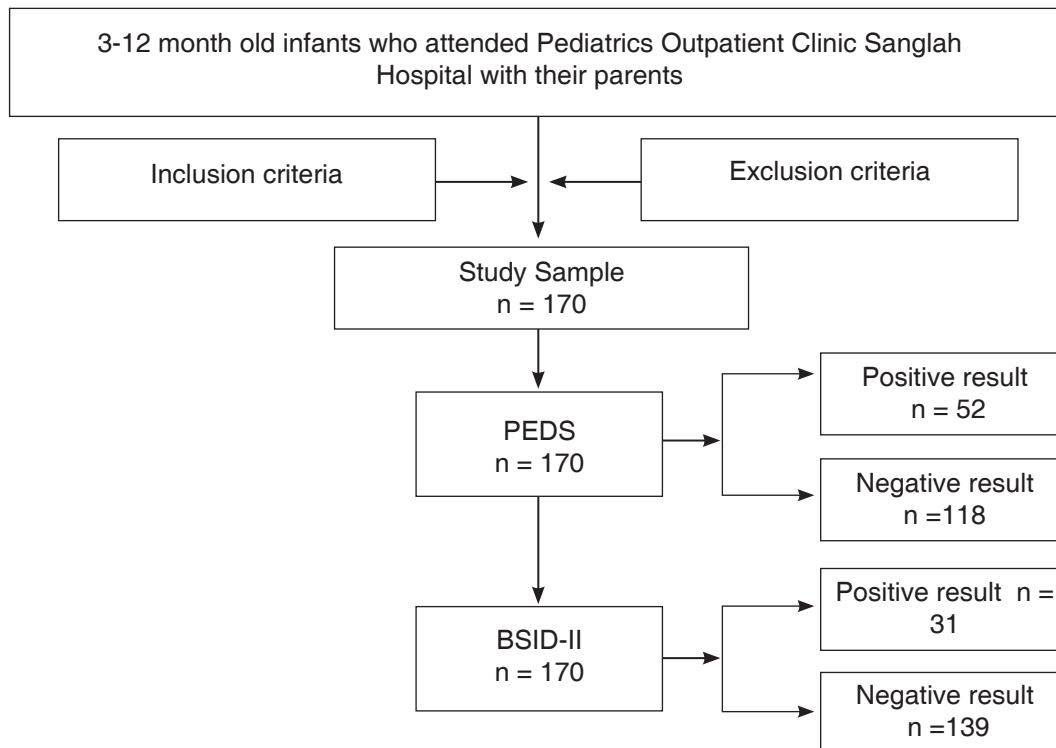 3-12 month old infants who attended Pediatrics Outpatient Clinic Sanglah
Hospital with their parents
Inclusion criteria
Exclusion criteria
Study Sample
n = 170
PEDS
n = 170
Positive result
n = 52
Negative result
n =118
BSID-II
n = 170
Positive result  n =
31
Negative result
n =139